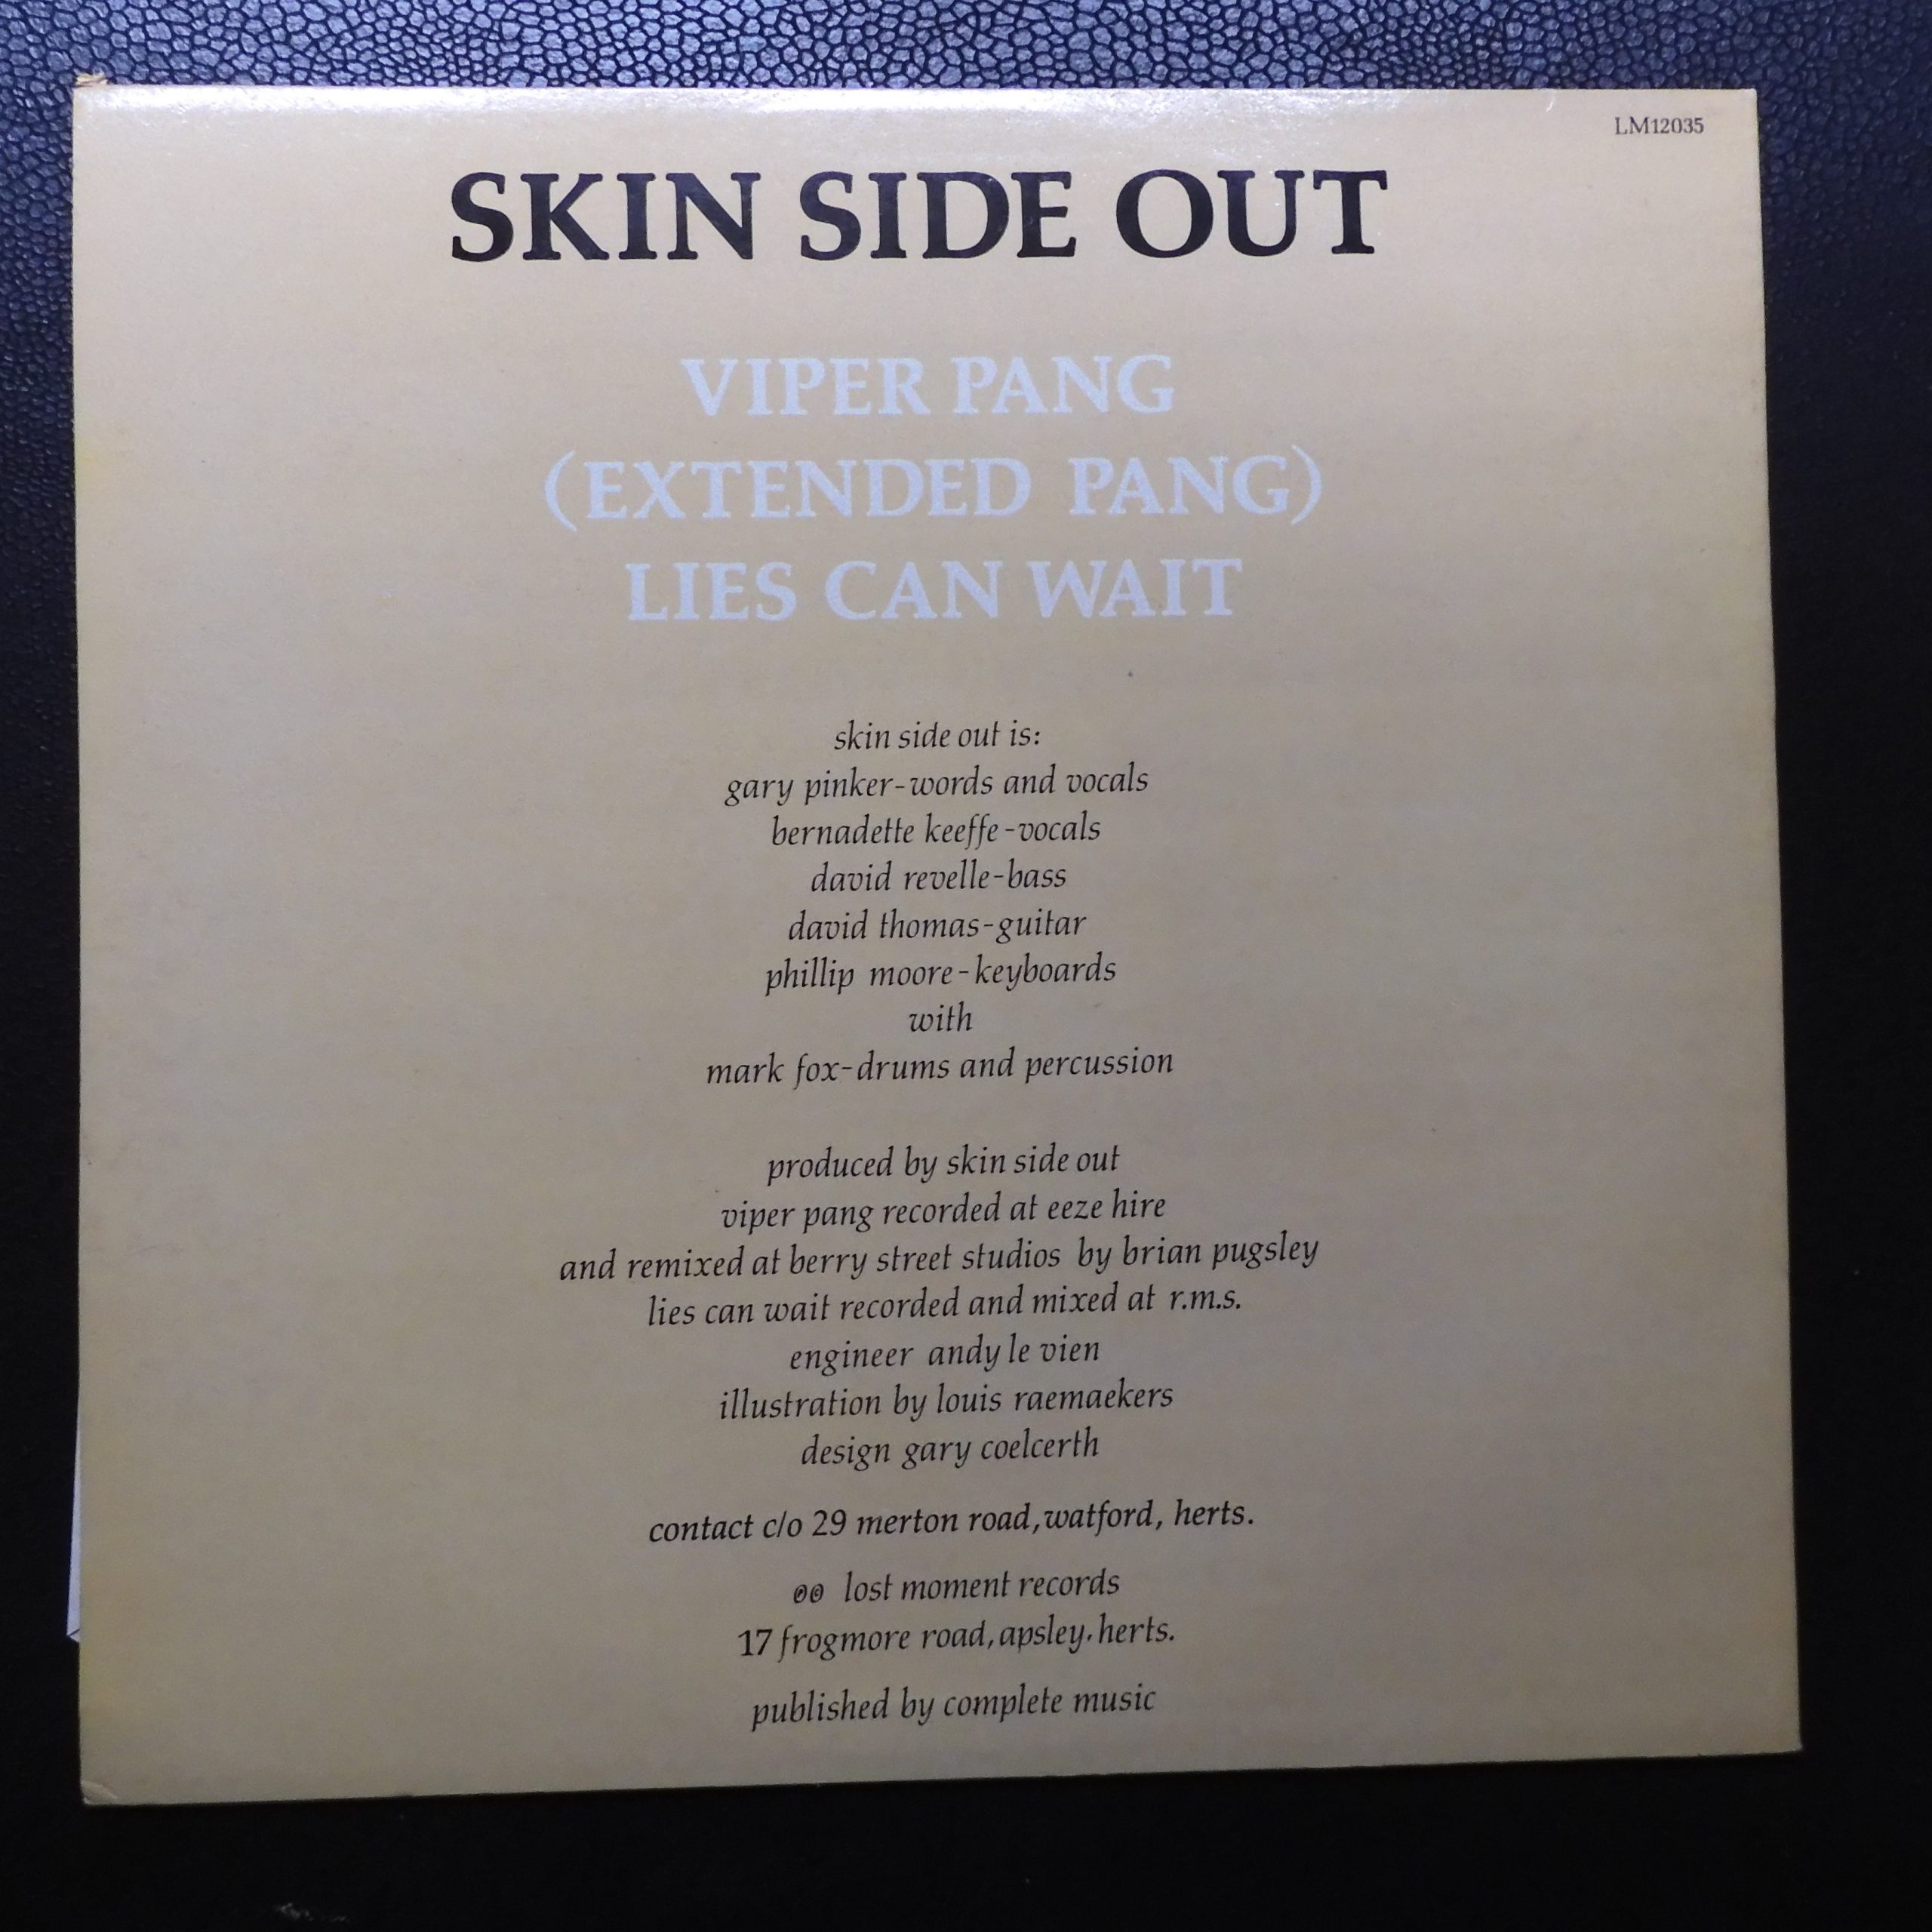 LM12035
SKIN SIDE OUT
VIPER PANG
(EXTENDED PANG)
LIES CAN WAIT
skin side out is:
gary pinker-words and vocals
bernadette keeffe-vocals
david revelle-bass
david thomas-guitar
phillip moore-keyboards
with
mark fox-drums and percussion
produced by skin side out
viper pang recorded at eeze hire
and remixed at berry street studios by brian pugsley
lies can wait recorded and mixed at r.m.s.
engineer andy le vien
illustration by louis raemaekers
design gary coelcerth
contact c/o 29 merton road, watford, herts.
℗© lost moment records
17 frogmore road, apsley. herts.
published by complete music